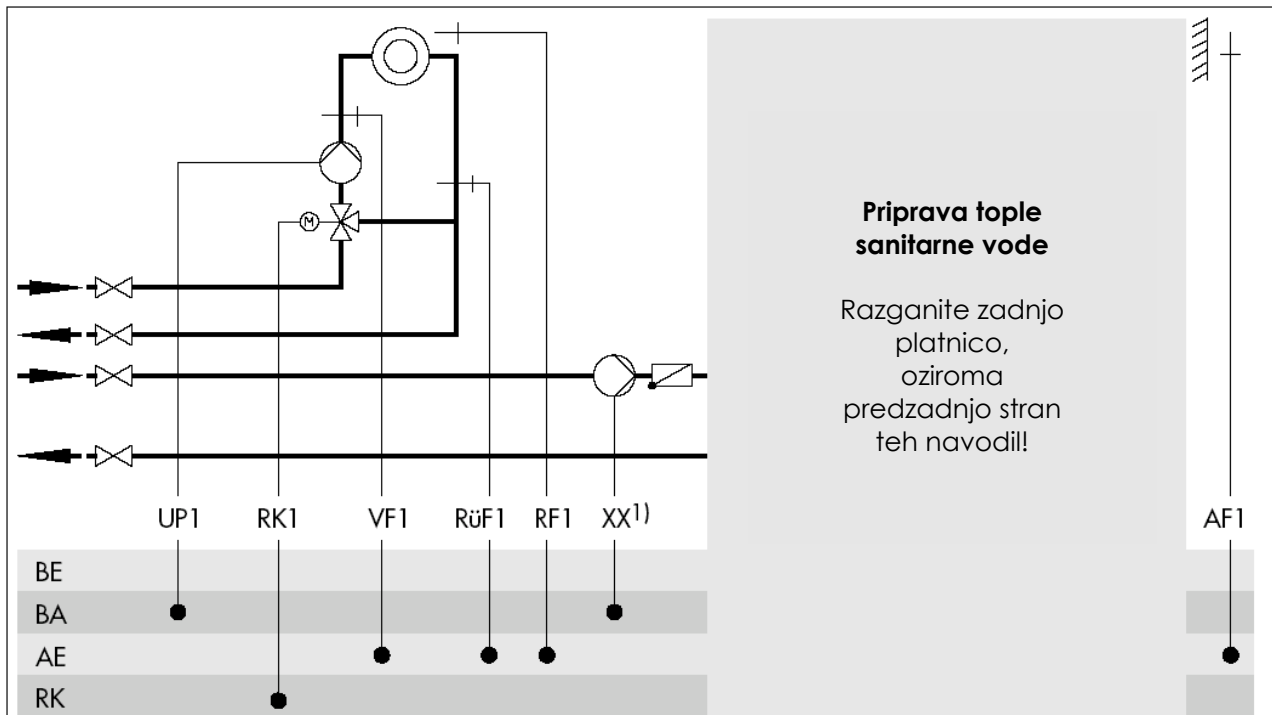 Priprava tople
sanitarne vode
Razganite zadnjo
platnico,
oziroma
predzadnjo stran
teh navodil!
M
UP1 RK1 VF1 RüF1 RF1 XX1) AF1
BE
BA
AE
RK